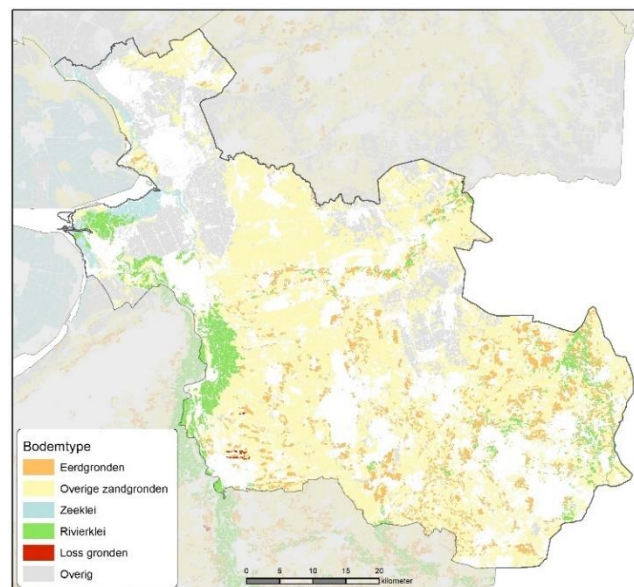 Bodemtype
Eerdgronden
Overige zandgronden
Zeeklei
Rivierklei
Loss gronden
Overig
0 5 10 15 20
kilometer